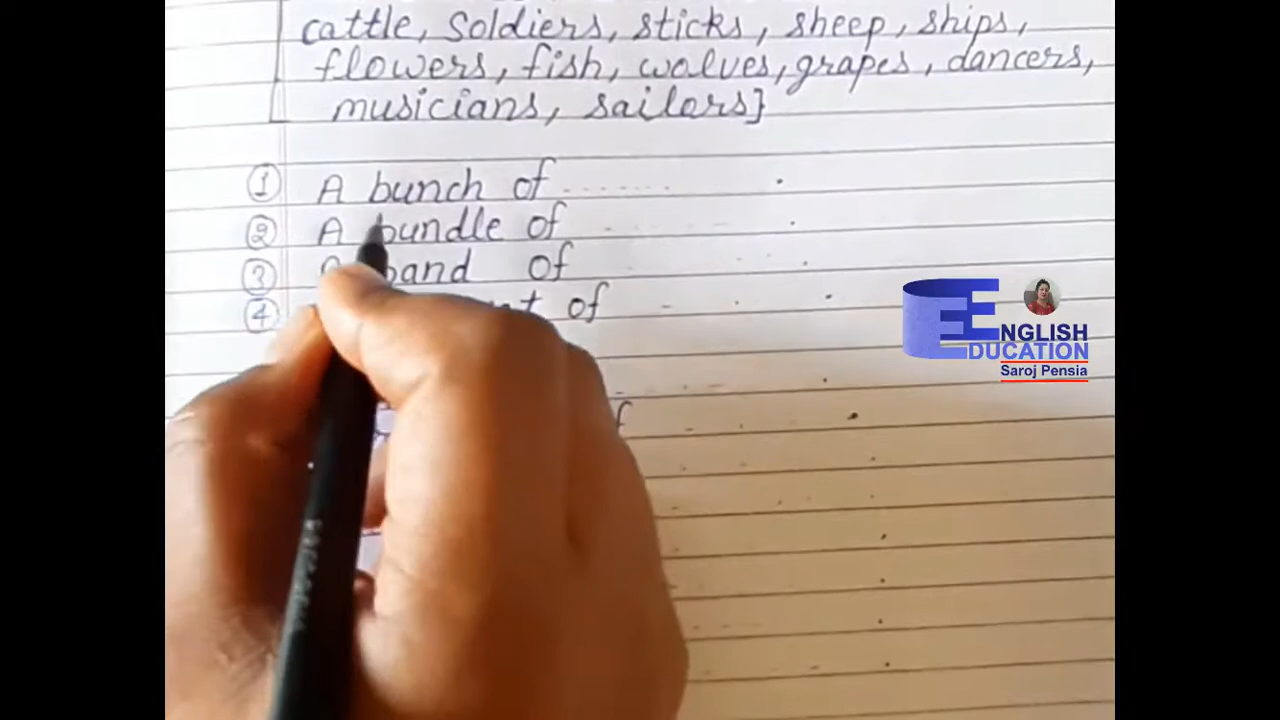 cattle, soldiers, sticks, sheep, ships,
flowers, fish, wolves, grapes, dancers,
musicians, sailors]
① A bunch of ......
② A bundle of
③ A band of
④ of
ENGLISH
EDUCATION
Saroj Pensia